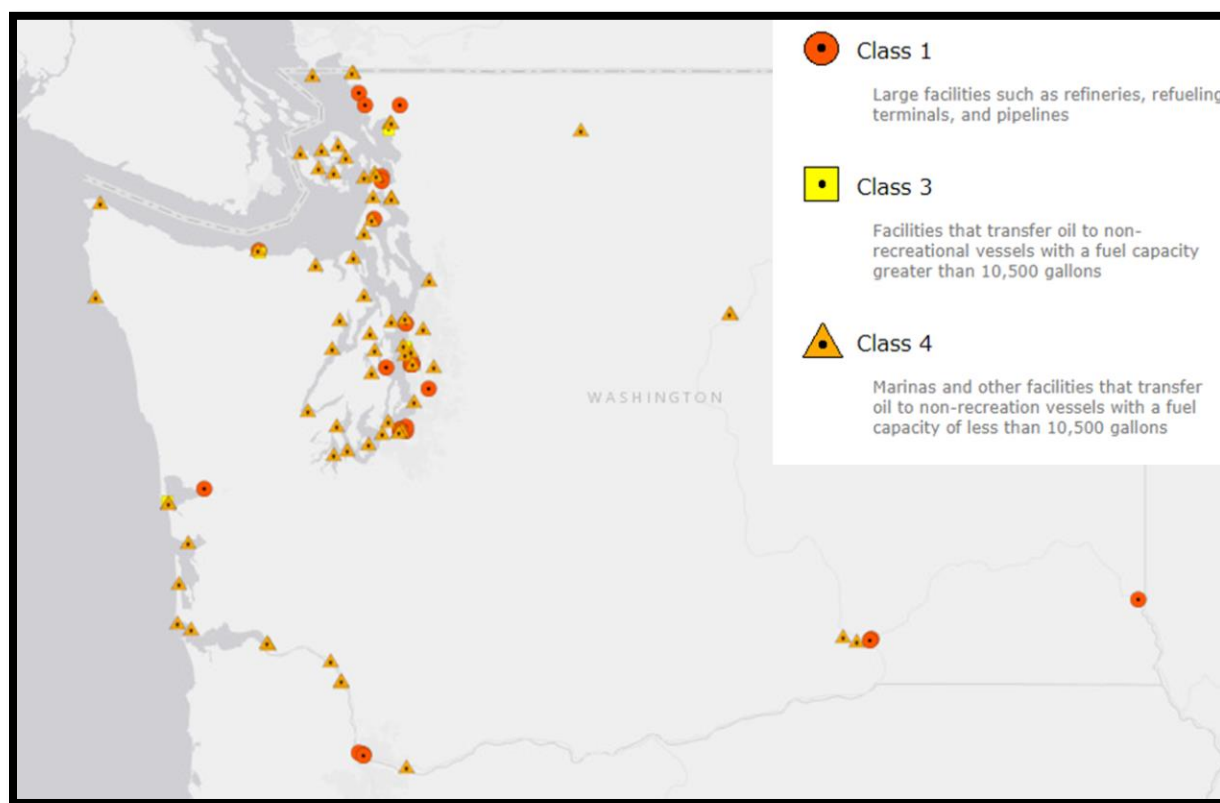 Class 1
Large facilities such as refineries, refueling
terminals, and pipelines
Class 3
Facilities that transfer oil to non-
recreational vessels with a fuel capacity
greater than 10,500 gallons
Class 4
Marinas and other facilities that transfer
oil to non-recreation vessels with a fuel
capacity of less than 10,500 gallons
WASHINGTON